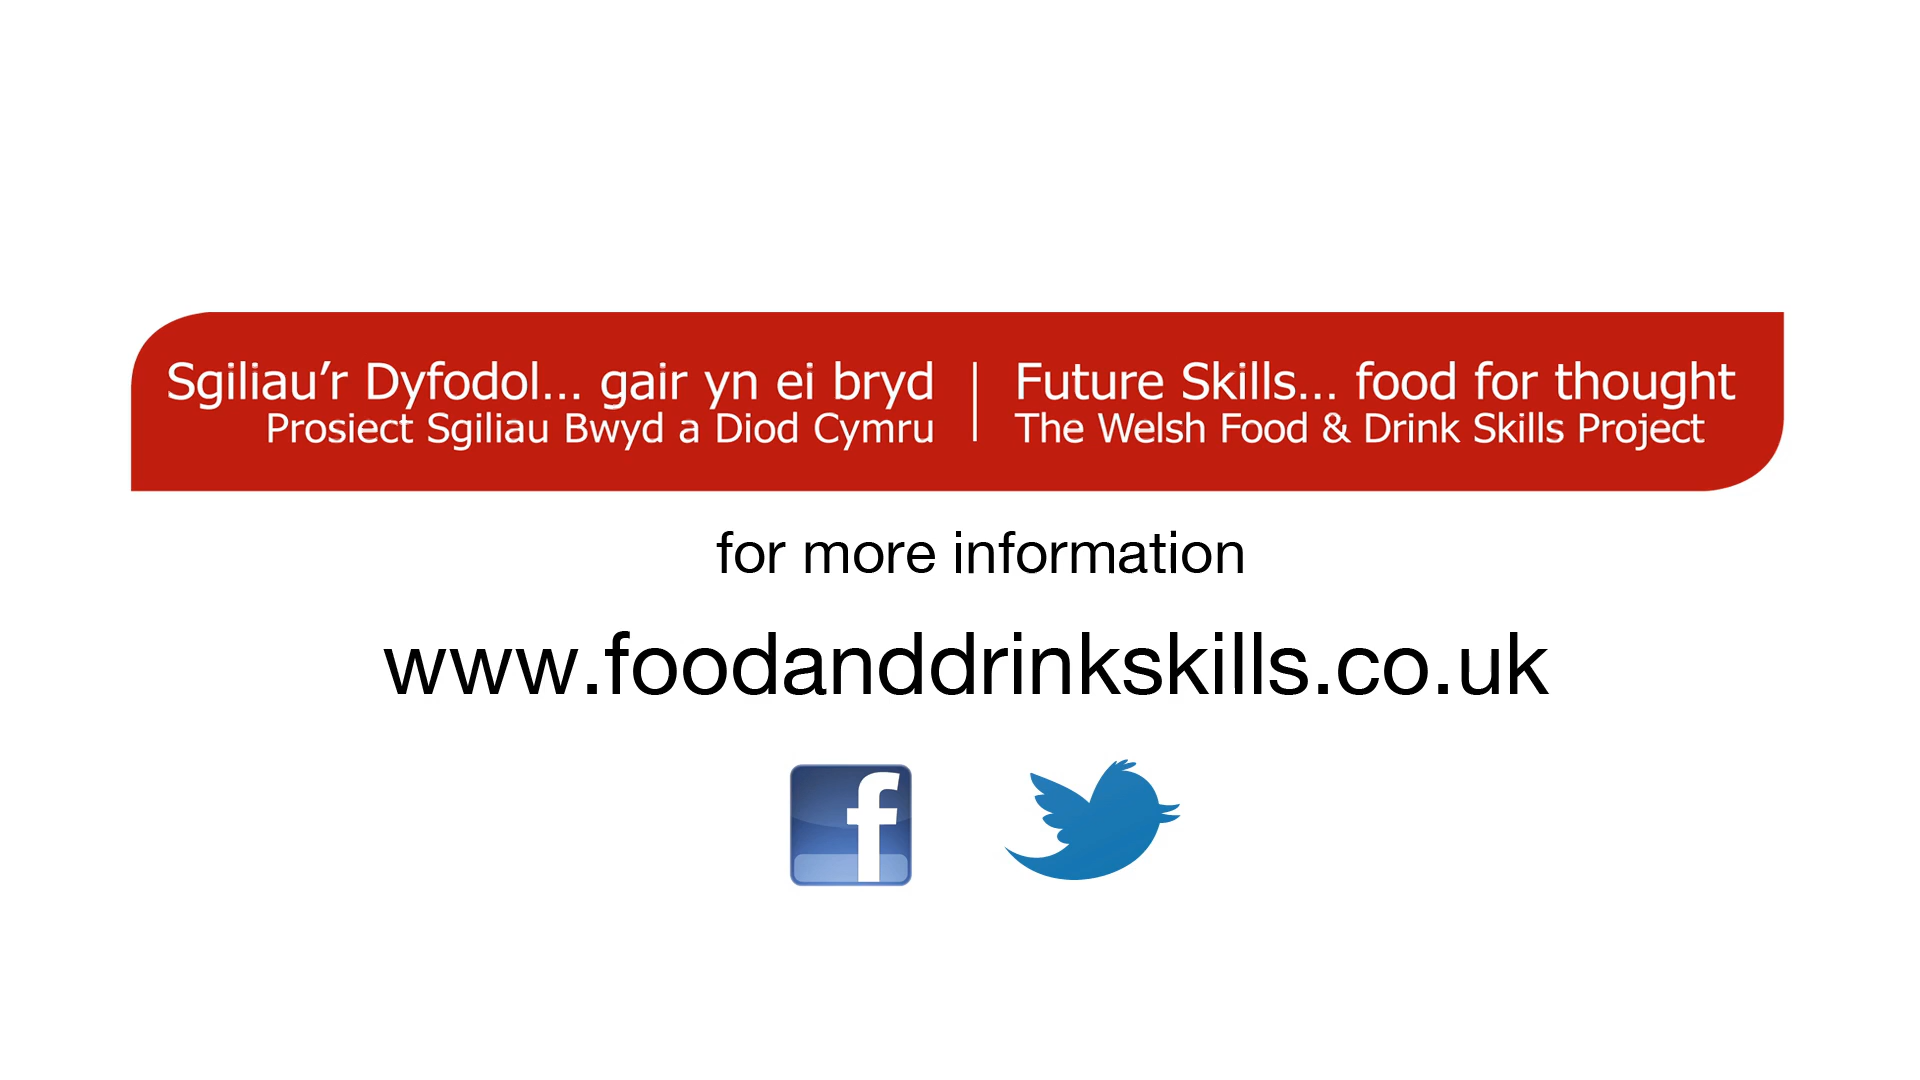 Sgiliau’r Dyfodol... gair yn ei bryd
Prosiect Sgiliau Bwyd a Diod Cymru
Future Skills... food for thought
The Welsh Food & Drink Skills Project
for more information
www.foodanddrinkskills.co.uk
f